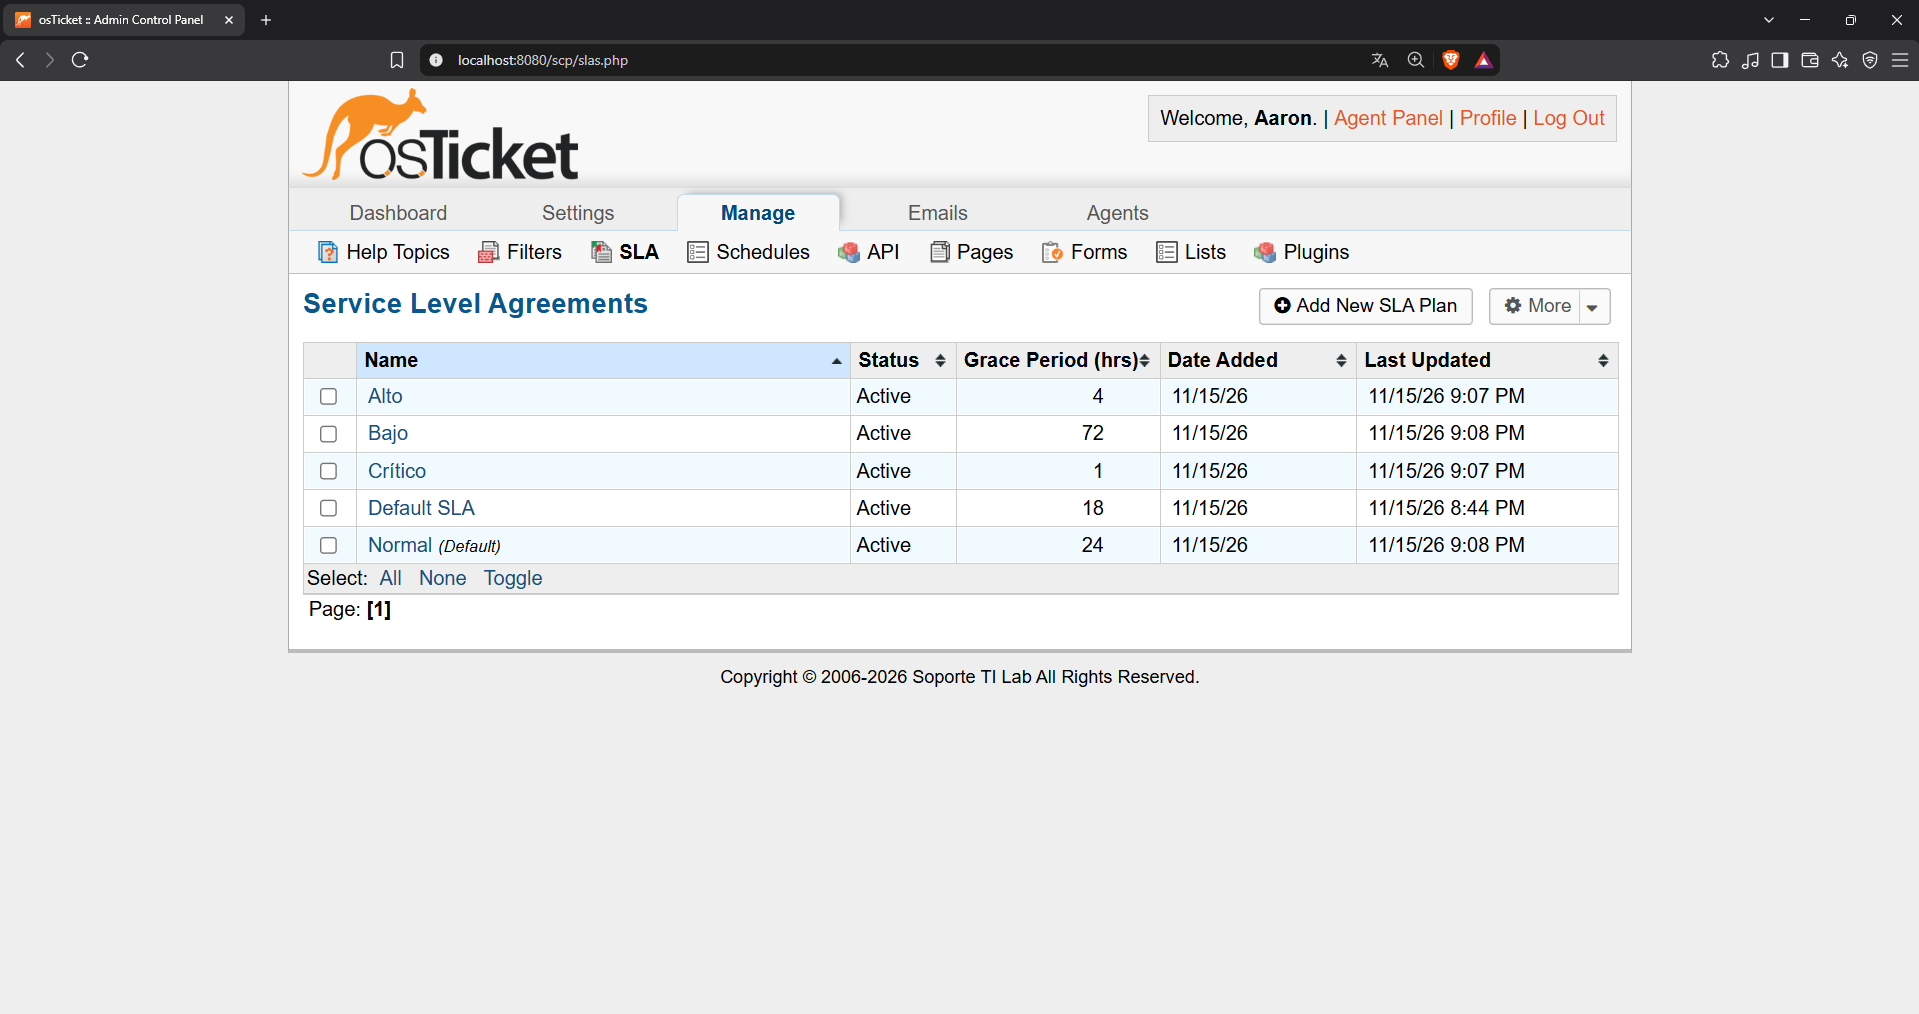 osTicket :: Admin Control Panel
localhost:8080/scp/slas.php
osTicket
Welcome, Aaron. | Agent Panel | Profile | Log Out
Dashboard Settings Manage Emails Agents
Help Topics Filters SLA Schedules API Pages Forms Lists Plugins
Service Level Agreements
Add New SLA Plan More
Name Status Grace Period (hrs) Date Added Last Updated
Alto Active 4 11/15/26 11/15/26 9:07 PM
Bajo Active 72 11/15/26 11/15/26 9:08 PM
Crítico Active 1 11/15/26 11/15/26 9:07 PM
Default SLA Active 18 11/15/26 11/15/26 8:44 PM
Normal (Default) Active 24 11/15/26 11/15/26 9:08 PM
Select: All None Toggle
Page: [1]
Copyright © 2006-2026 Soporte TI Lab All Rights Reserved.